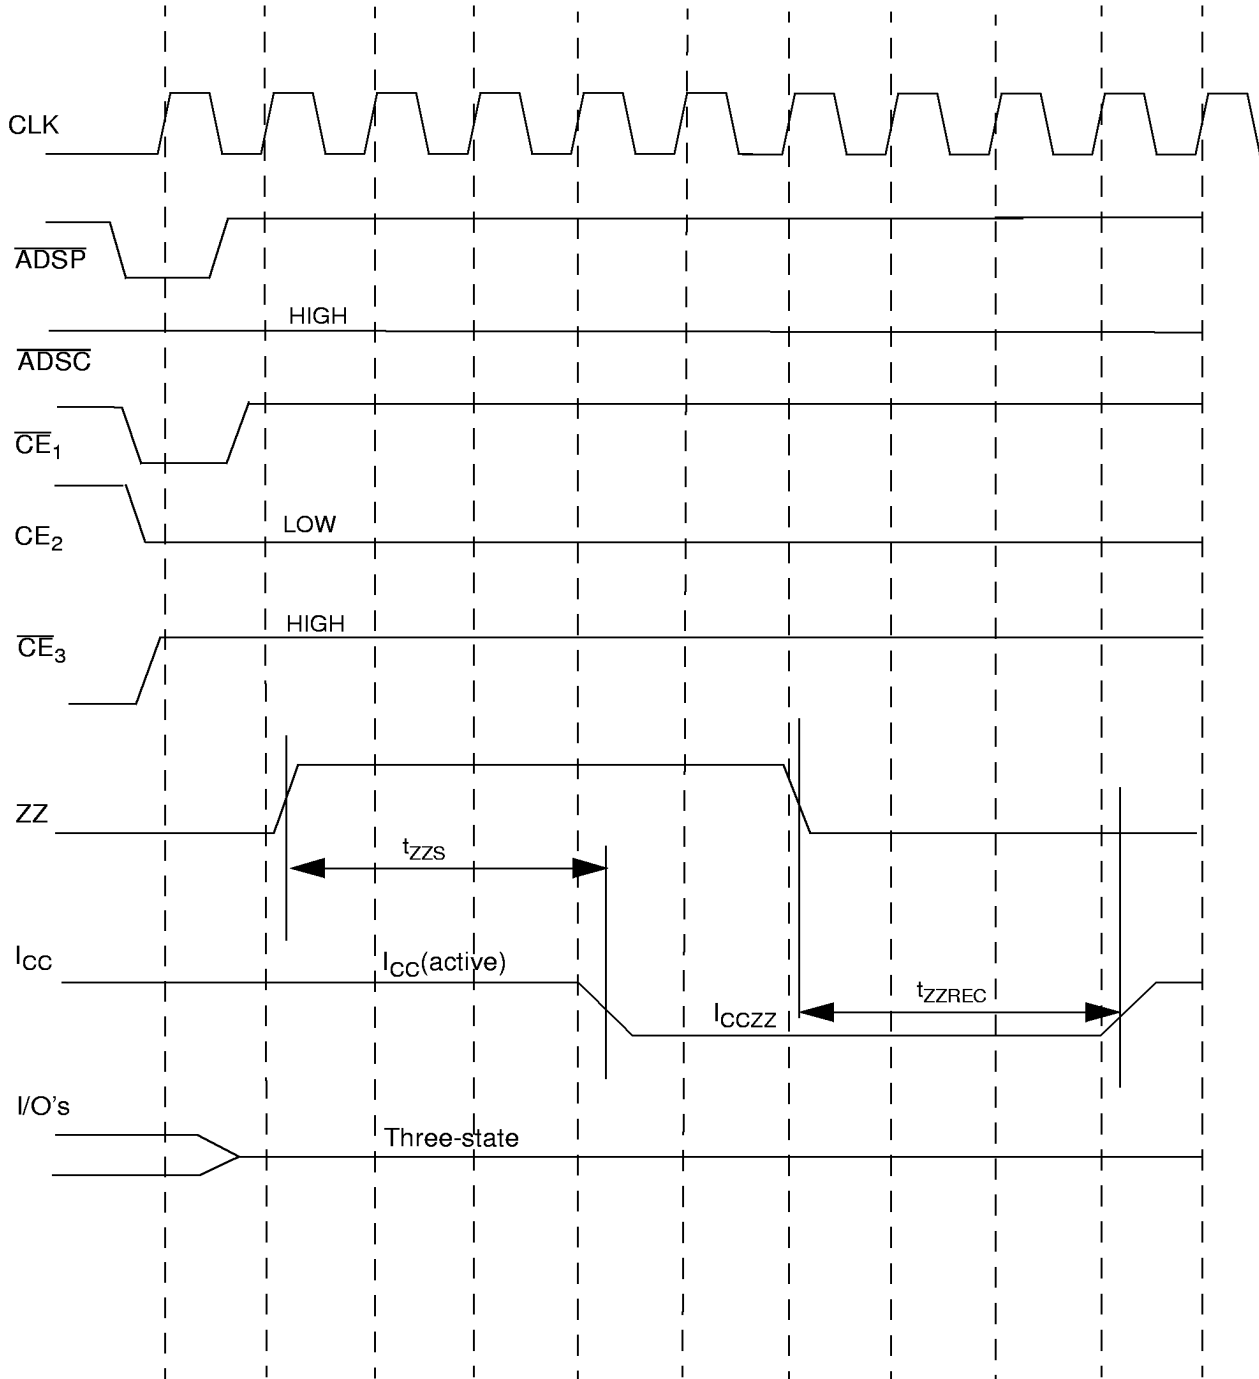 CLK
ADSP
HIGH
ADSC
CE1
LOW
CE2
HIGH
CE3
ZZ
tZZS
ICC
ICC(active)
tZZREC
ICCZZ
I/O's
Three-state